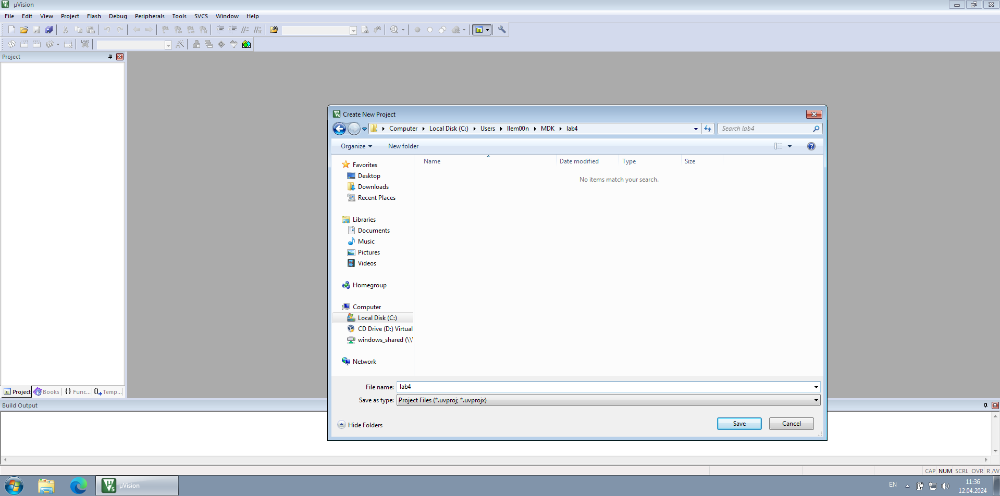 µVision
File Edit View Project Flash Debug Peripherals Tools SVCS Window Help
LOAD
Project
Create New Project
Computer Local Disk (C:) Users llem00n MDK lab4
Search lab4
Organize New folder
Name Date modified Type Size
No items match your search.
Favorites
Desktop
Downloads
Recent Places
Libraries
Documents
Music
Pictures
Videos
Homegroup
Computer
Local Disk (C:)
CD Drive (D:) Virtual
windows_shared (\\
Network
File name: lab4
Save as type: Project Files (*.uvproj; *.uvprojx)
Hide Folders
Save Cancel
Project Books {} Func... Temp...
Build Output
CAP NUM SCRL OVR R/W
µVision
EN
11:36
12.04.2024